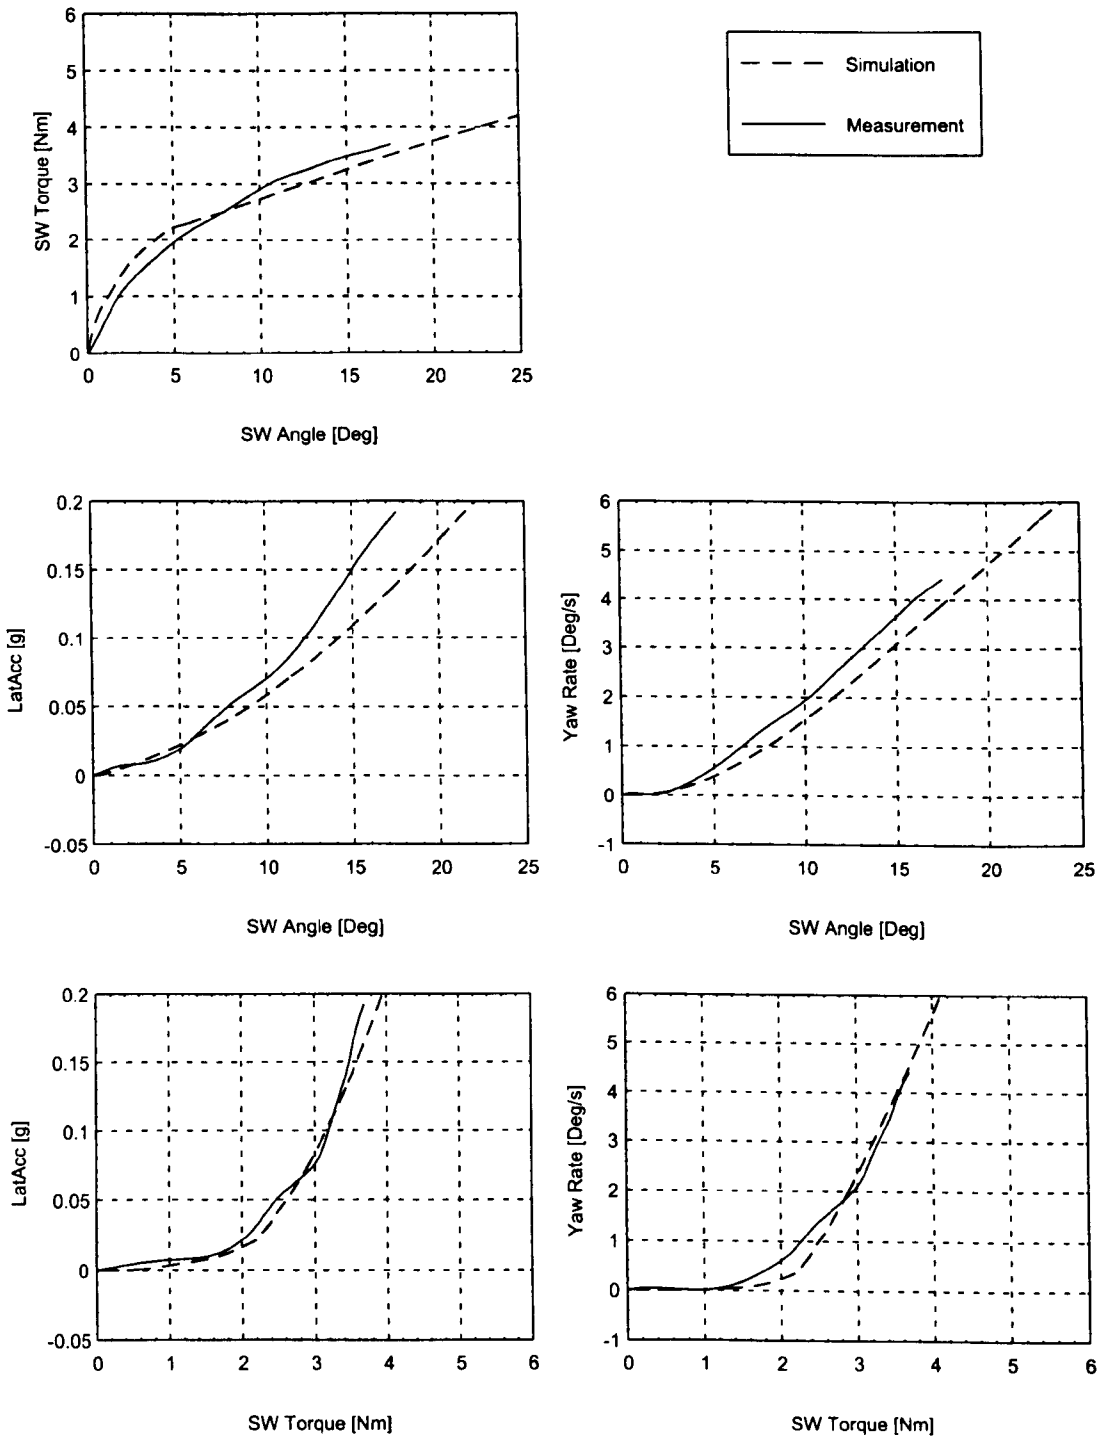 6
5
4
3
2
1
0
SW Torque [Nm]
0 5 10 15 20 25
SW Angle [Deg]
Simulation
Measurement
0.2
0.15
0.1
0.05
0
-0.05
LatAcc [g]
0 5 10 15 20 25
SW Angle [Deg]
6
5
4
3
2
1
0
-1
Yaw Rate [Deg/s]
0 5 10 15 20 25
SW Angle [Deg]
0.2
0.15
0.1
0.05
0
-0.05
LatAcc [g]
0 1 2 3 4 5 6
SW Torque [Nm]
6
5
4
3
2
1
0
-1
Yaw Rate [Deg/s]
0 1 2 3 4 5 6
SW Torque [Nm]